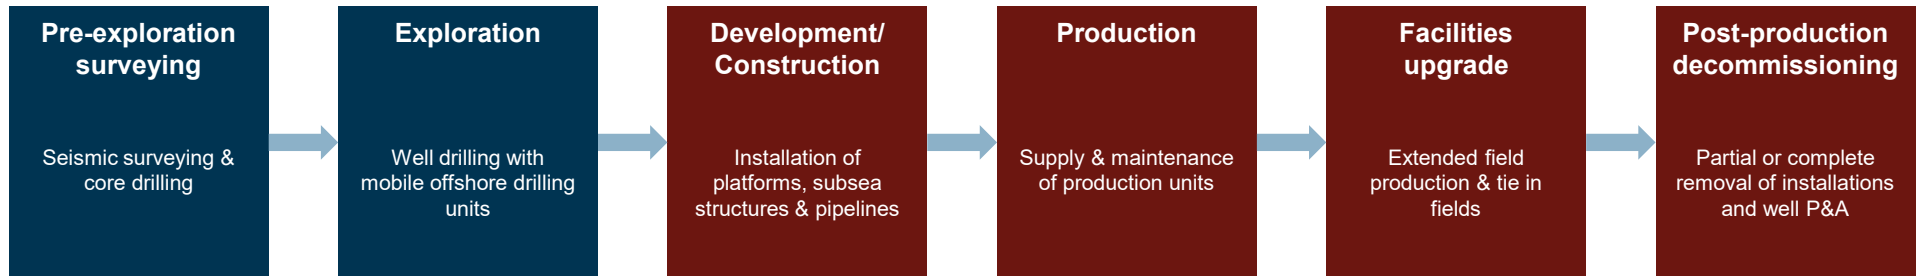 Pre-exploration
surveying
Seismic surveying &
core drilling
Exploration
Well drilling with
mobile offshore drilling
units
Development/
Construction
Installation of
platforms, subsea
structures & pipelines
Production
Supply & maintenance
of production units
Facilities
upgrade
Extended field
production & tie in
fields
Post-production
decommissioning
Partial or complete
removal of installations
and well P&A